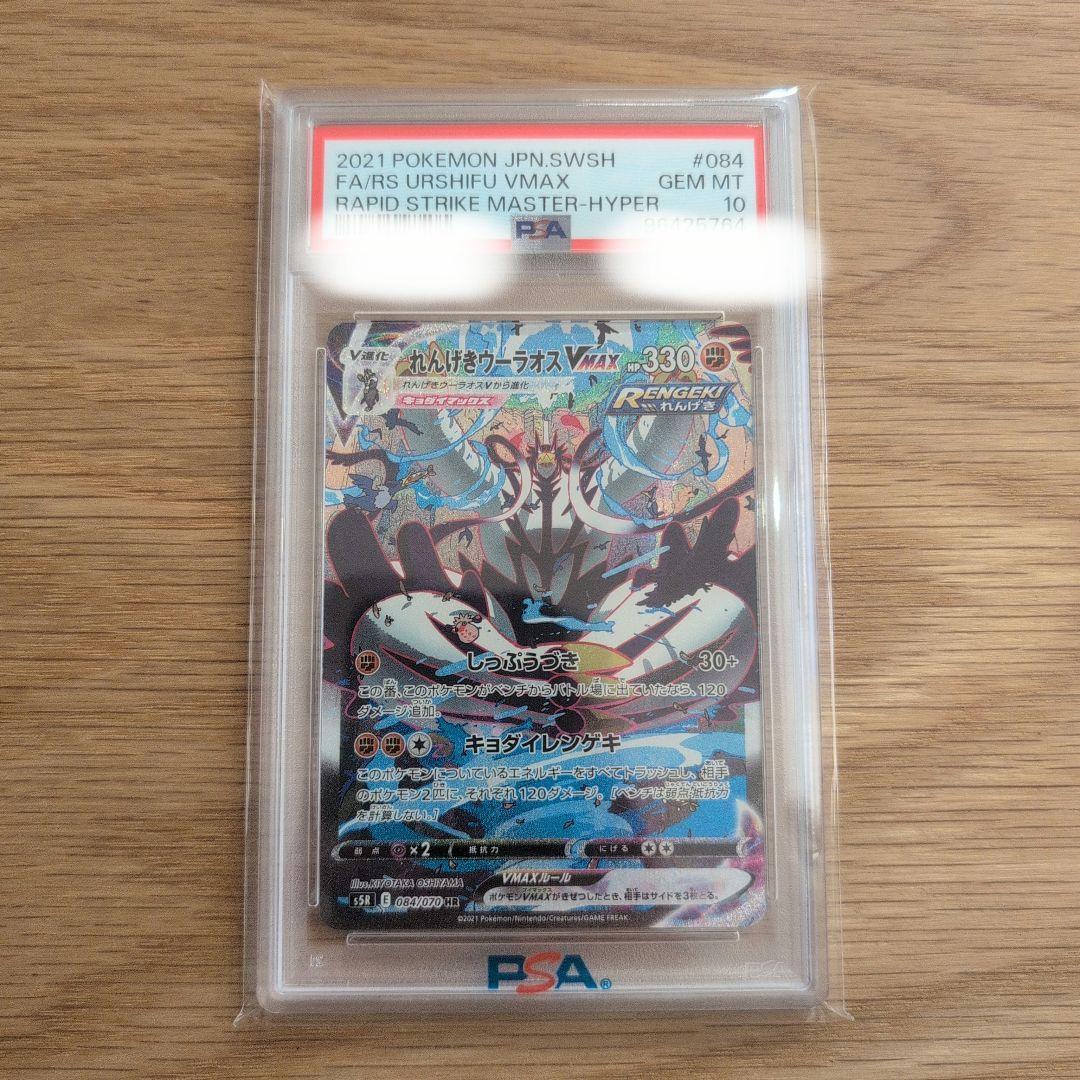 2021 POKEMON JPN.SWSH #084
FA/RS URSHIFU VMAX GEM MT
RAPID STRIKE MASTER-HYPER 10
PSA 96425764
V進化 れんげきウーラオス VMAX HP 330
れんげきウーラオスVから進化
キョダイマックス
RENGEKI
れんげき
しっぷうづき 30+
この番、このポケモンがベンチからバトル場に出ていたなら、120
ダメージ追加。
キョダイレンゲキ
このポケモンについているエネルギーをすべてトラッシュし、相手
のポケモン2匹に、それぞれ120ダメージ。[ベンチは弱点・抵抗力
を計算しない。]
弱点 ×2 抵抗力 にげる
VMAXルール
ポケモンVMAXがきぜつしたとき、相手はサイドを3枚とる。
Illus. KIYOTAKA OSHIYAMA
s5R E 084/070 HR
©2021 Pokémon/Nintendo/Creatures/GAME FREAK
PSA®